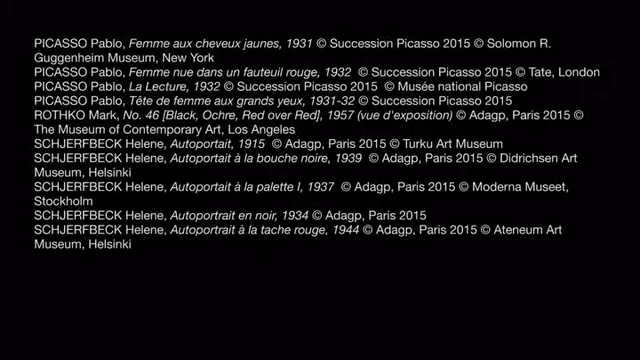 PICASSO Pablo, Femme aux cheveux jaunes, 1931 © Succession Picasso 2015 © Solomon R.
Guggenheim Museum, New York
PICASSO Pablo, Femme nue dans un fauteuil rouge, 1932  © Succession Picasso 2015 © Tate, London
PICASSO Pablo, La Lecture, 1932 © Succession Picasso 2015  © Musée national Picasso
PICASSO Pablo, Tête de femme aux grands yeux, 1931-32 © Succession Picasso 2015
ROTHKO Mark, No. 46 [Black, Ochre, Red over Red], 1957 (vue d'exposition) © Adagp, Paris 2015 ©
The Museum of Contemporary Art, Los Angeles
SCHJERFBECK Helene, Autoportait, 1915  © Adagp, Paris 2015 © Turku Art Museum
SCHJERFBECK Helene, Autoportrait à la bouche noire, 1939  © Adagp, Paris 2015 © Didrichsen Art
Museum, Helsinki
SCHJERFBECK Helene, Autoportrait à la palette I, 1937  © Adagp, Paris 2015 © Moderna Museet,
Stockholm
SCHJERFBECK Helene, Autoportrait en noir, 1934 © Adagp, Paris 2015
SCHJERFBECK Helene, Autoportrait à la tache rouge, 1944 © Adagp, Paris 2015 © Ateneum Art
Museum, Helsinki